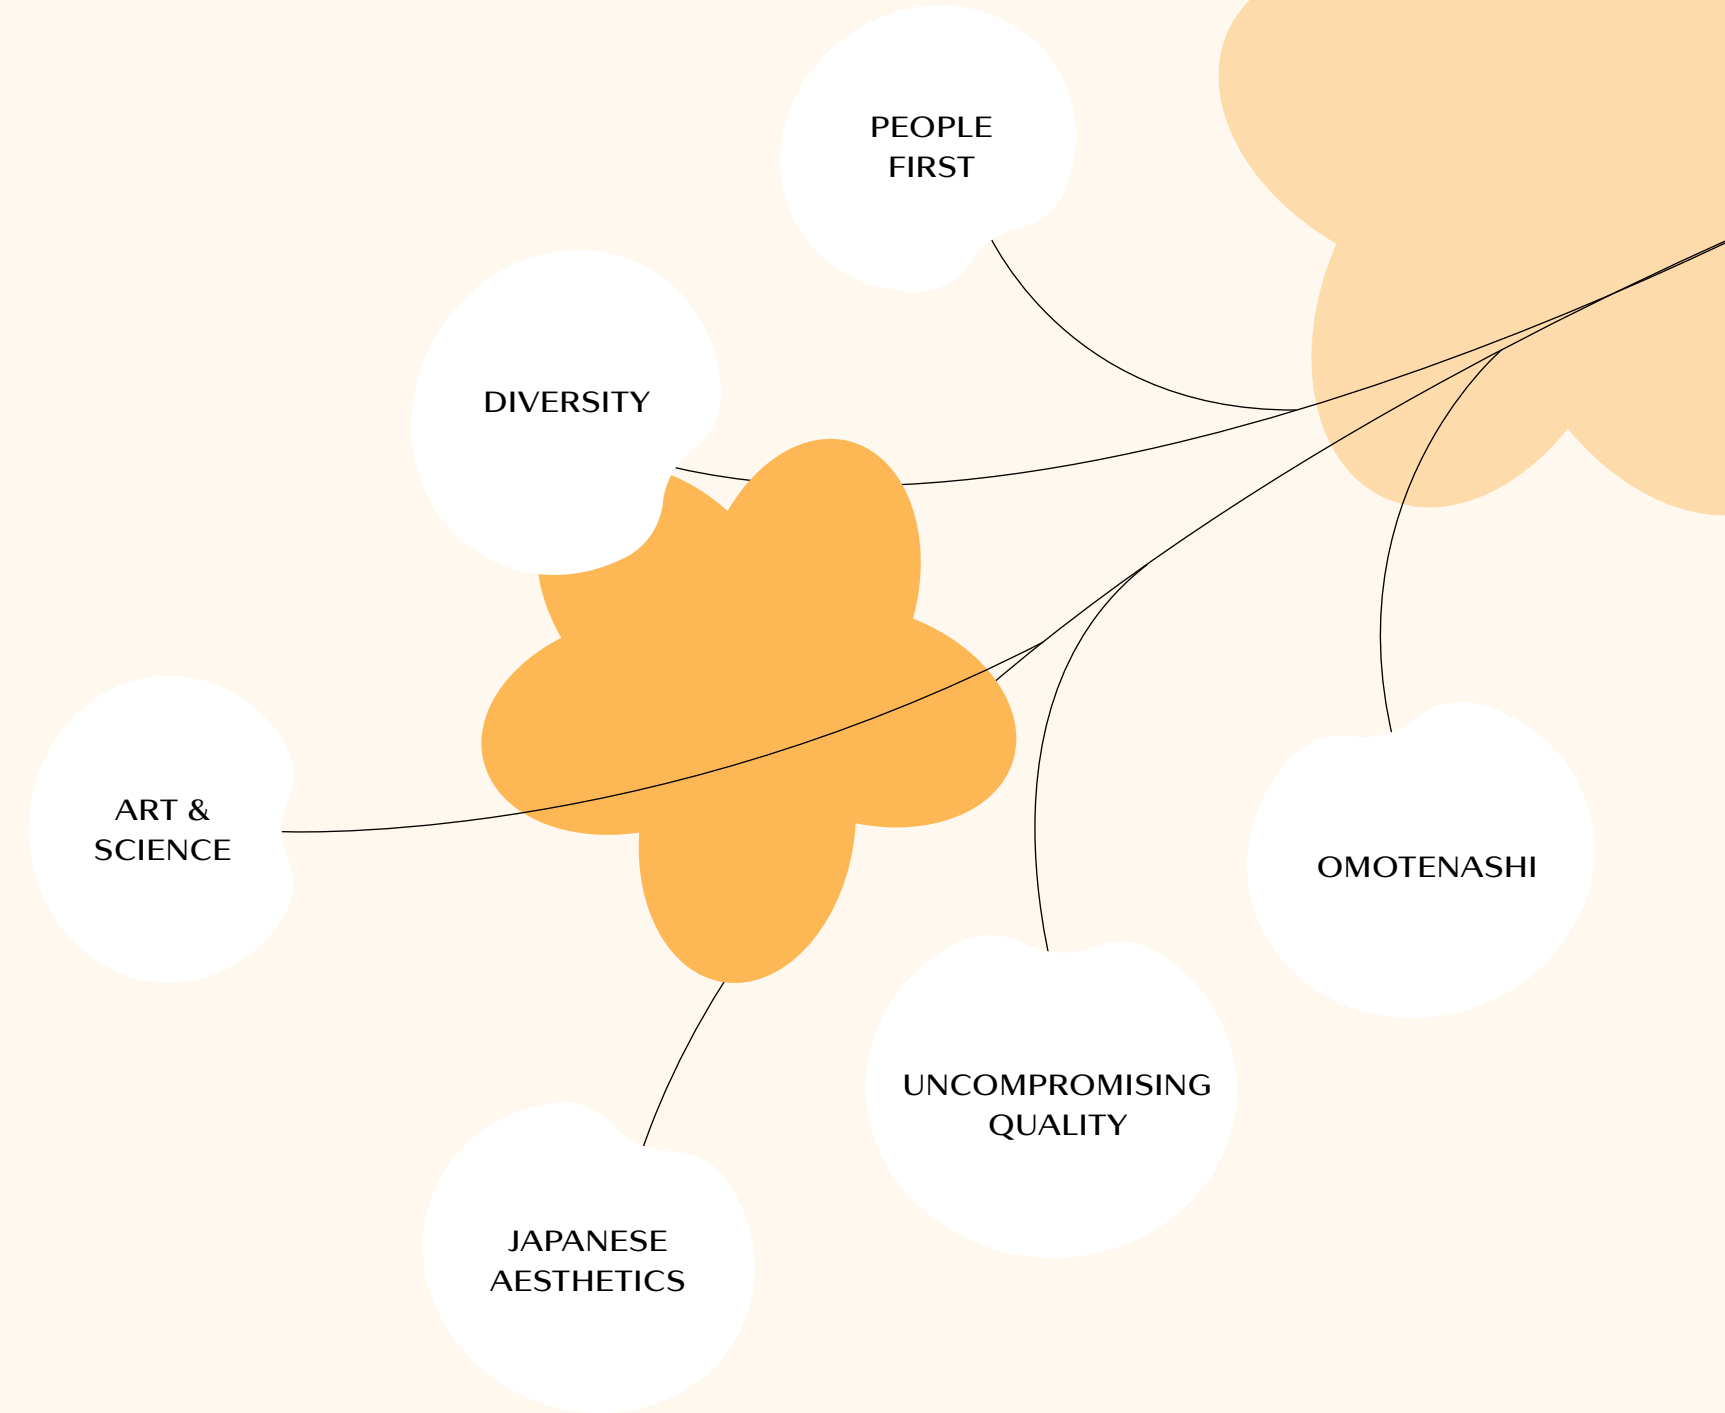 PEOPLE
FIRST
DIVERSITY
ART &
SCIENCE
OMOTENASHI
UNCOMPROMISING
QUALITY
JAPANESE
AESTHETICS